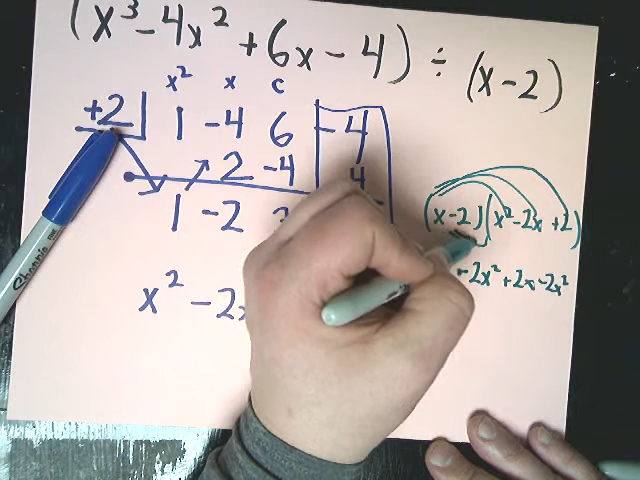 (x³ - 4x² + 6x - 4) ÷ (x - 2)
x² x c
+2 1 -4 6 -4
2 -4 4
1 -2
x² - 2x
(x - 2)(x² - 2x + 2)
- 2x² + 2x - 2x²
Sharpie